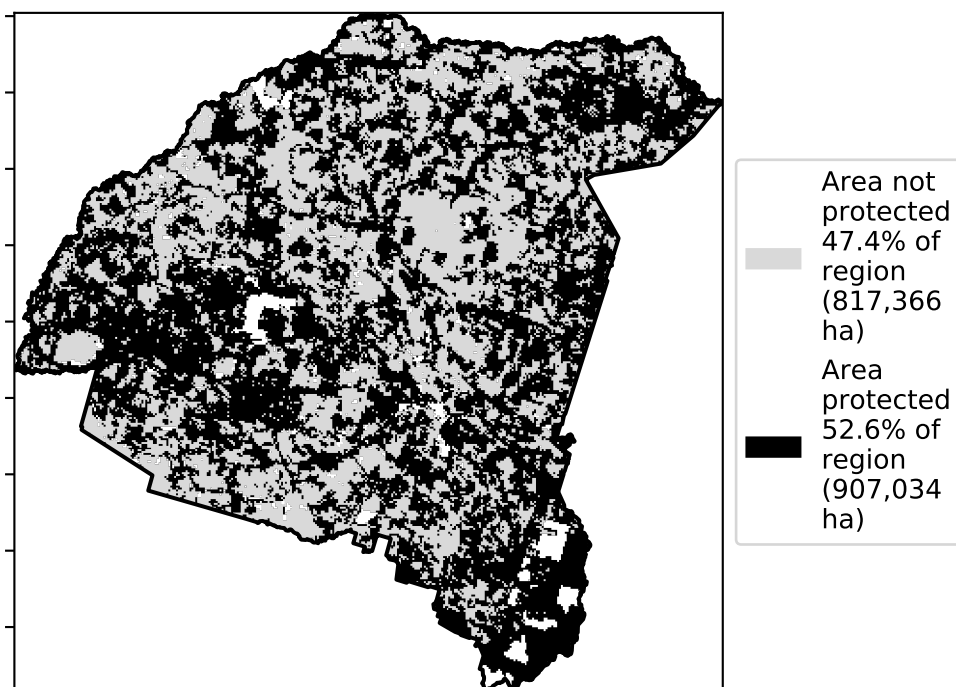 Area not
protected
47.4% of
region
(817,366
ha)
Area
protected
52.6% of
region
(907,034
ha)